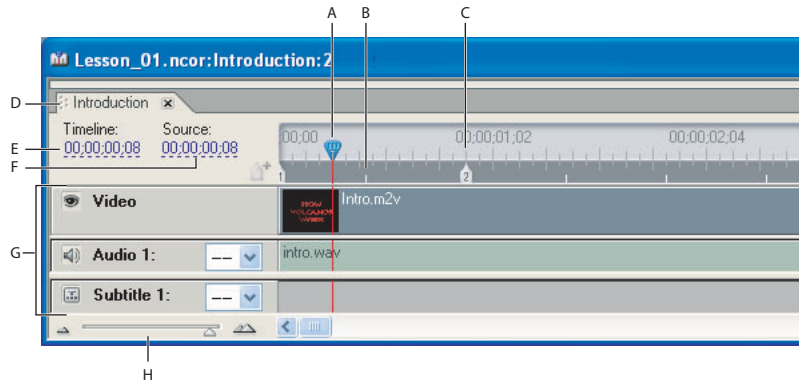 A B C
Lesson_01.ncor:Introduction:2
D
Introduction
Timeline: Source:
E 00;00;00;08 00;00;00;08
F
00;00 00;00;01;02 00;00;02;04
1 2
G
Video
HOW VOLCANOS WORK
Intro.m2v
Audio 1: -- intro.wav
Subtitle 1: --
H